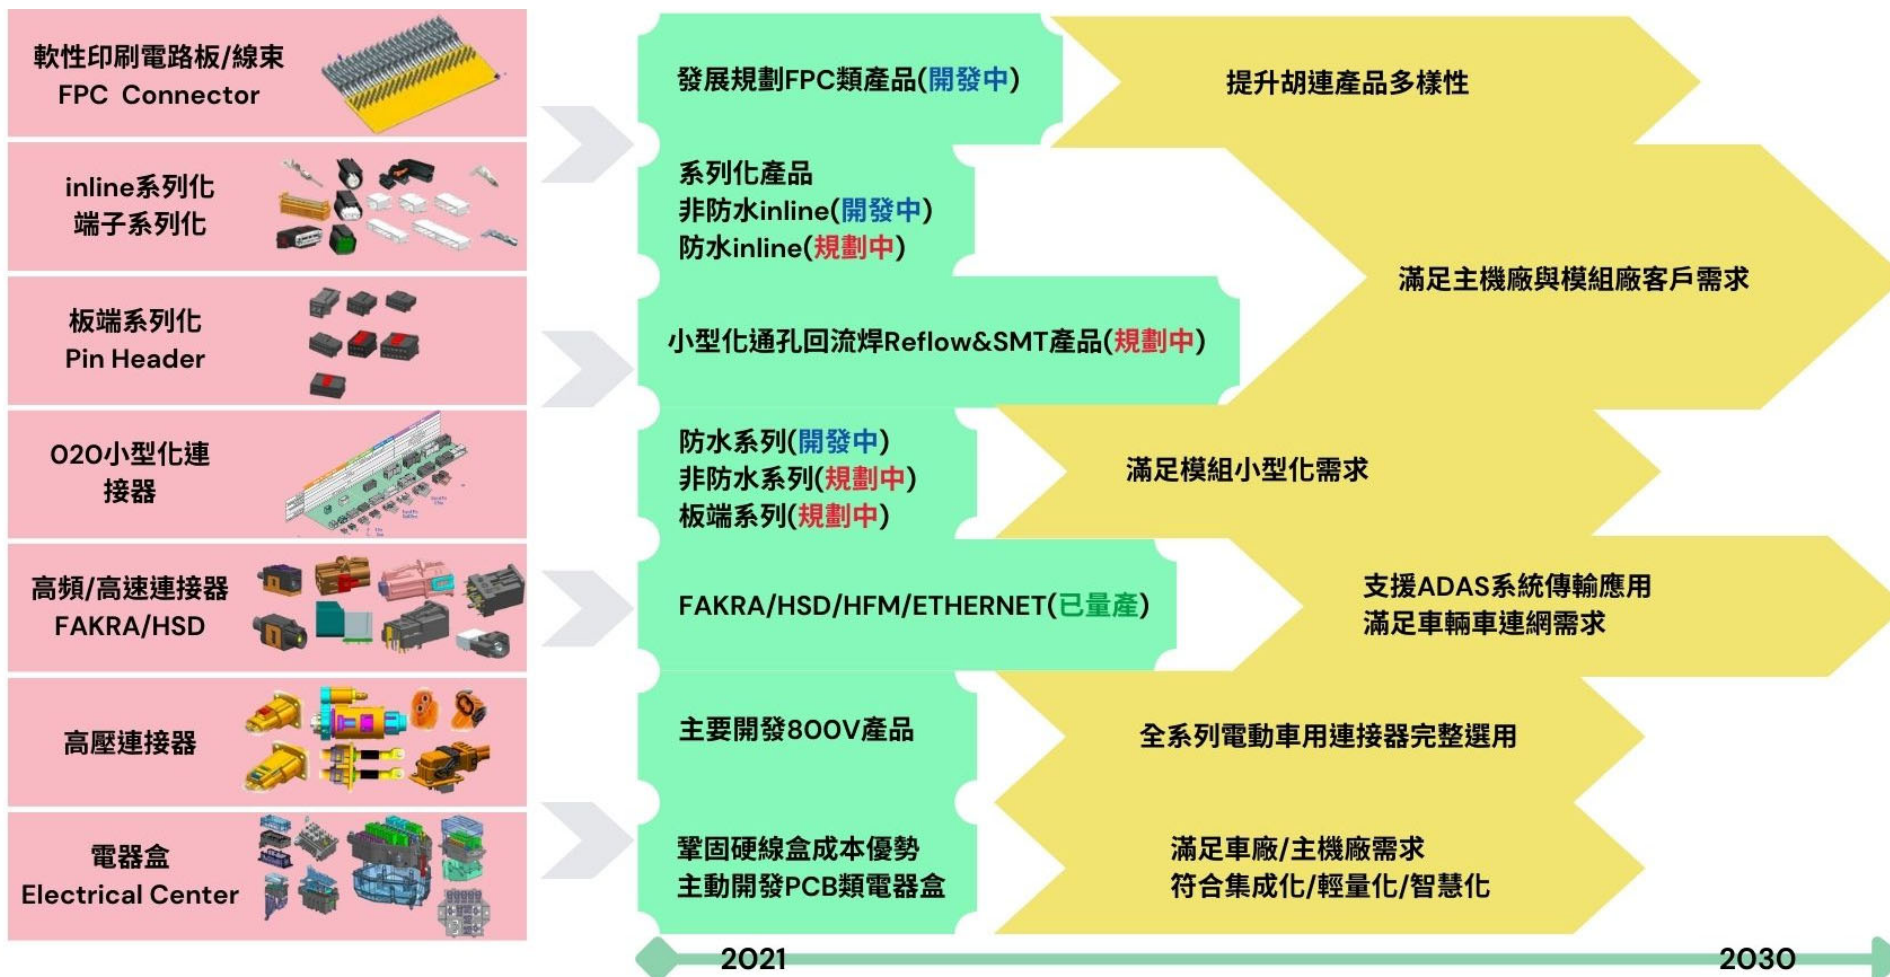 軟性印刷電路板/線束
FPC Connector
發展規劃FPC類產品(開發中)
提升胡連產品多樣性
inline系列化
端子系列化
系列化產品
非防水inline(開發中)
防水inline(規劃中)
滿足主機廠與模組廠客戶需求
板端系列化
Pin Header
小型化通孔回流焊Reflow&SMT產品(規劃中)
020小型化連
接器
防水系列(開發中)
非防水系列(規劃中)
板端系列(規劃中)
滿足模組小型化需求
高頻/高速連接器
FAKRA/HSD
FAKRA/HSD/HFM/ETHERNET(已量產)
支援ADAS系統傳輸應用
滿足車輛車連網需求
高壓連接器
主要開發800V產品
全系列電動車用連接器完整選用
電器盒
Electrical Center
鞏固硬線盒成本優勢
主動開發PCB類電器盒
滿足車廠/主機廠需求
符合集成化/輕量化/智慧化
2021
2030